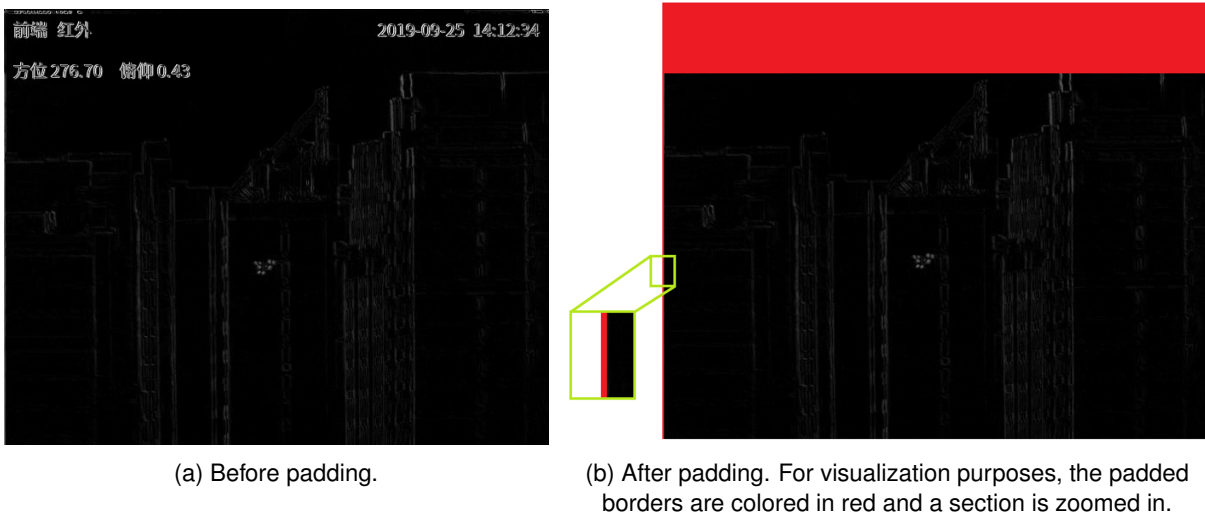 前端 红外
2019-09-25 14:12:34
方位 276.70 俯仰 0.43
(a) Before padding.
(b) After padding. For visualization purposes, the padded
borders are colored in red and a section is zoomed in.